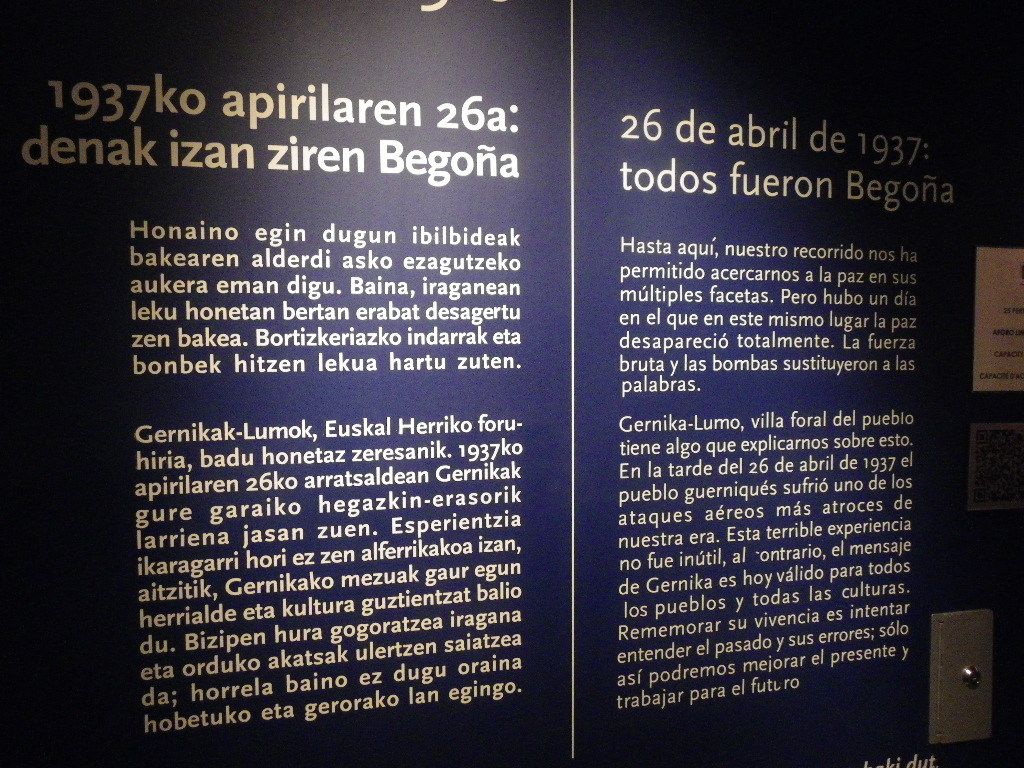 1937ko apirilaren 26a:
denak izan ziren Begoña
Honaino egin dugun ibilbideak
bakearen alderdi asko ezagutzeko
aukera eman digu. Baina, iraganean
leku honetan bertan erabat desagertu
zen bakea. Bortizkeriazko indarrak eta
bonbek hitzen lekua hartu zuten.
Gernikak-Lumok, Euskal Herriko foru-
hiria, badu honetaz zeresanik. 1937ko
apirilaren 26ko arratsaldean Gernikak
gure garaiko hegazkin-erasorik
larriena jasan zuen. Esperientzia
ikaragarri hori ez zen alferrikakoa izan,
aitzitik, Gernikako mezuak gaur egun
herrialde eta kultura guztientzat balio
du. Bizipen hura gogoratzea iragana
eta orduko akatsak ulertzen saiatzea
da; horrela baino ez dugu oraina
hobetuko eta gerorako lan egingo.
26 de abril de 1937:
todos fueron Begoña
Hasta aquí, nuestro recorrido nos ha
permitido acercarnos a la paz en sus
múltiples facetas. Pero hubo un día
en el que en este mismo lugar la paz
desapareció totalmente. La fuerza
bruta y las bombas sustituyeron a las
palabras.
Gernika-Lumo, villa foral del pueblo
tiene algo que explicarnos sobre esto.
En la tarde del 26 de abril de 1937 el
pueblo guerniqués sufrió uno de los
ataques aéreos más atroces de
nuestra era. Esta terrible experiencia
no fue inútil, al contrario, el mensaje
de Gernika es hoy válido para todos
los pueblos y todas las culturas.
Rememorar su vivencia es intentar
entender el pasado y sus errores; sólo
así podremos mejorar el presente y
trabajar para el futuro
baki dut.